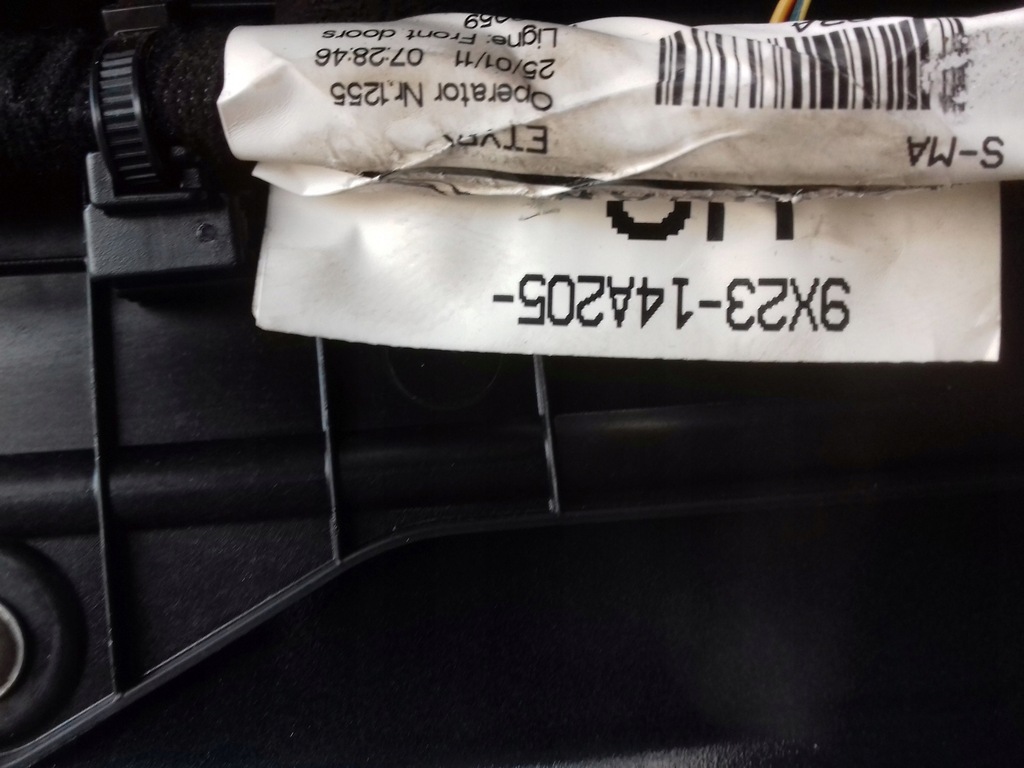 9X23-14A205-
S-MA
Operator Nr.1255
25/01/11 07:28:46
Ligne: Front doors